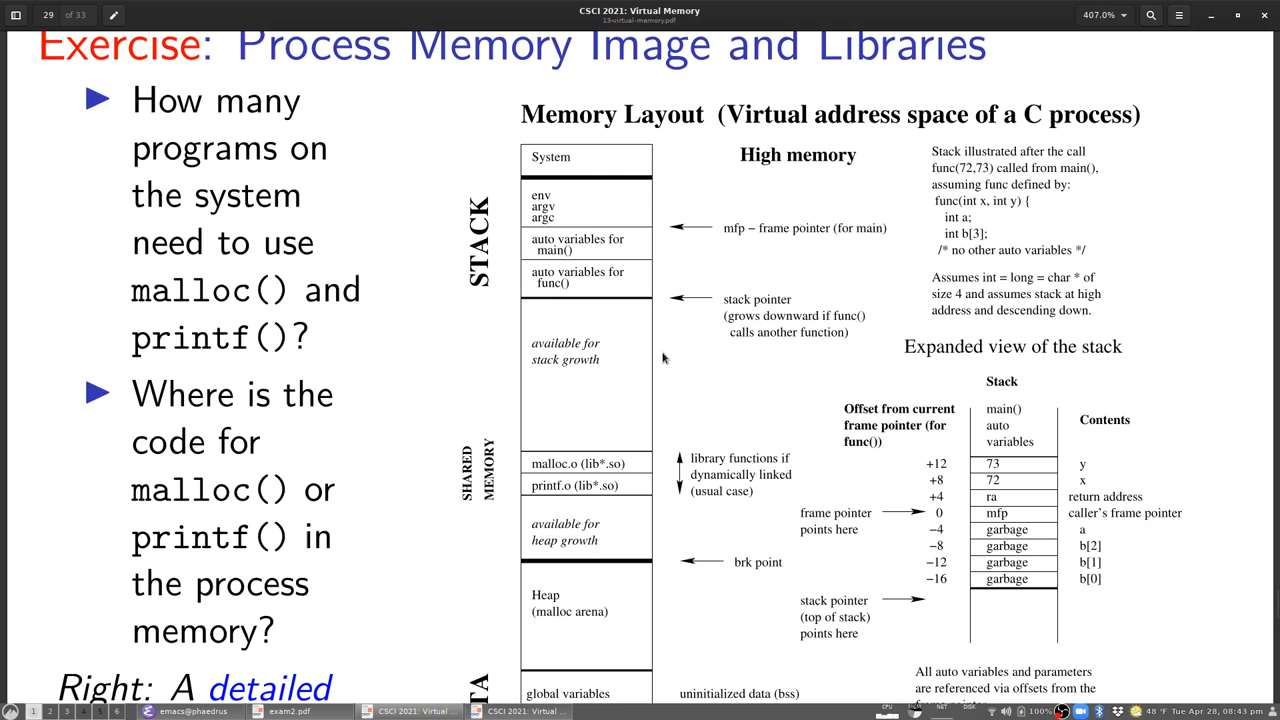 29 of 33
CSCI 2021: Virtual Memory
13-virtual-memory.pdf
407.0%
Exercise: Process Memory Image and Libraries
How many
programs on
the system
need to use
malloc() and
printf()?
Where is the
code for
malloc() or
printf() in
the process
memory?
Right: A detailed
Memory Layout (Virtual address space of a C process)
High memory
STACK
SHARED
MEMORY
TA
System
env
argv
argc
auto variables for
main()
auto variables for
func()
available for
stack growth
malloc.o (lib*.so)
printf.o (lib*.so)
available for
heap growth
Heap
(malloc arena)
global variables
mfp − frame pointer (for main)
stack pointer
(grows downward if func()
calls another function)
library functions if
dynamically linked
(usual case)
brk point
uninitialized data (bss)
Stack illustrated after the call
func(72,73) called from main(),
assuming func defined by:
func(int x, int y) {
int a;
int b[3];
/* no other auto variables */
Assumes int = long = char * of
size 4 and assumes stack at high
address and descending down.
Expanded view of the stack
Stack
Offset from current
frame pointer (for
func())
main()
auto
variables
Contents
+12 73 y
+8 72 x
+4 ra return address
0 mfp caller's frame pointer
−4 garbage a
−8 garbage b[2]
−12 garbage b[1]
−16 garbage b[0]
frame pointer
points here
stack pointer
(top of stack)
points here
All auto variables and parameters
are referenced via offsets from the
1 2 3 4 5 6 emacs@phaedrus exam2.pdf CSCI 2021: Virtual ... CSCI 2021: Virtual ... 100% 48 °F Tue Apr 28, 08:43 pm